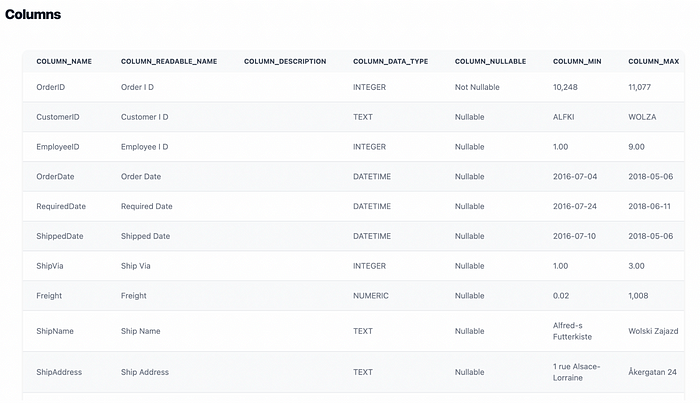 Columns
COLUMN_NAME COLUMN_READABLE_NAME COLUMN_DESCRIPTION COLUMN_DATA_TYPE COLUMN_NULLABLE COLUMN_MIN COLUMN_MAX
OrderID Order I D INTEGER Not Nullable 10,248 11,077
CustomerID Customer I D TEXT Nullable ALFKI WOLZA
EmployeeID Employee I D INTEGER Nullable 1.00 9.00
OrderDate Order Date DATETIME Nullable 2016-07-04 2018-05-06
RequiredDate Required Date DATETIME Nullable 2016-07-24 2018-06-11
ShippedDate Shipped Date DATETIME Nullable 2016-07-10 2018-05-06
ShipVia Ship Via INTEGER Nullable 1.00 3.00
Freight Freight NUMERIC Nullable 0.02 1,008
ShipName Ship Name TEXT Nullable Alfred-s
Futterkiste Wolski Zajazd
ShipAddress Ship Address TEXT Nullable 1 rue Alsace-
Lorraine Åkergatan 24